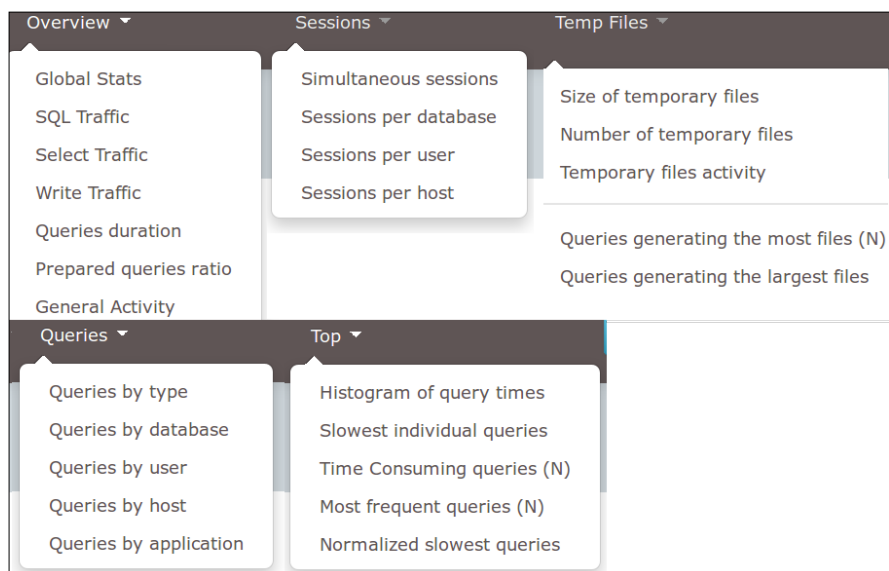 Overview
Global Stats
SQL Traffic
Select Traffic
Write Traffic
Queries duration
Prepared queries ratio
General Activity
Sessions
Simultaneous sessions
Sessions per database
Sessions per user
Sessions per host
Temp Files
Size of temporary files
Number of temporary files
Temporary files activity
Queries generating the most files (N)
Queries generating the largest files
Queries
Queries by type
Queries by database
Queries by user
Queries by host
Queries by application
Top
Histogram of query times
Slowest individual queries
Time Consuming queries (N)
Most frequent queries (N)
Normalized slowest queries